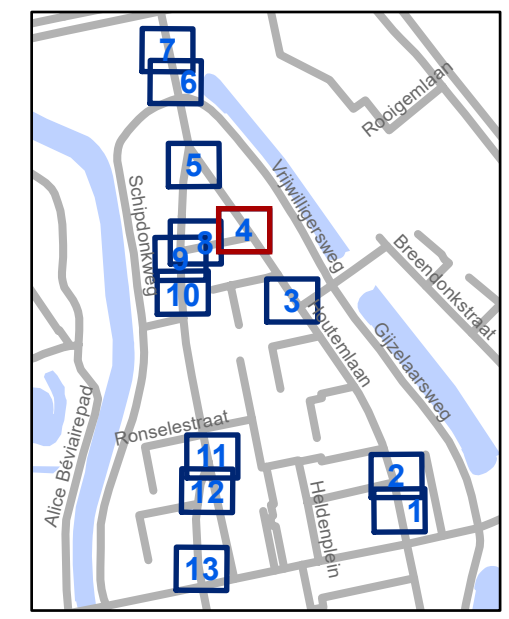 7
6
Rooigemlaan
5
Vrijwilligersweg
Schipdonkweg
4
8
9
Breendonkstraat
10
3
Houtemlaan
Gijzelaarsweg
Alice Béviairepad
Ronselestraat
11
2
12
Heldenplein
1
13